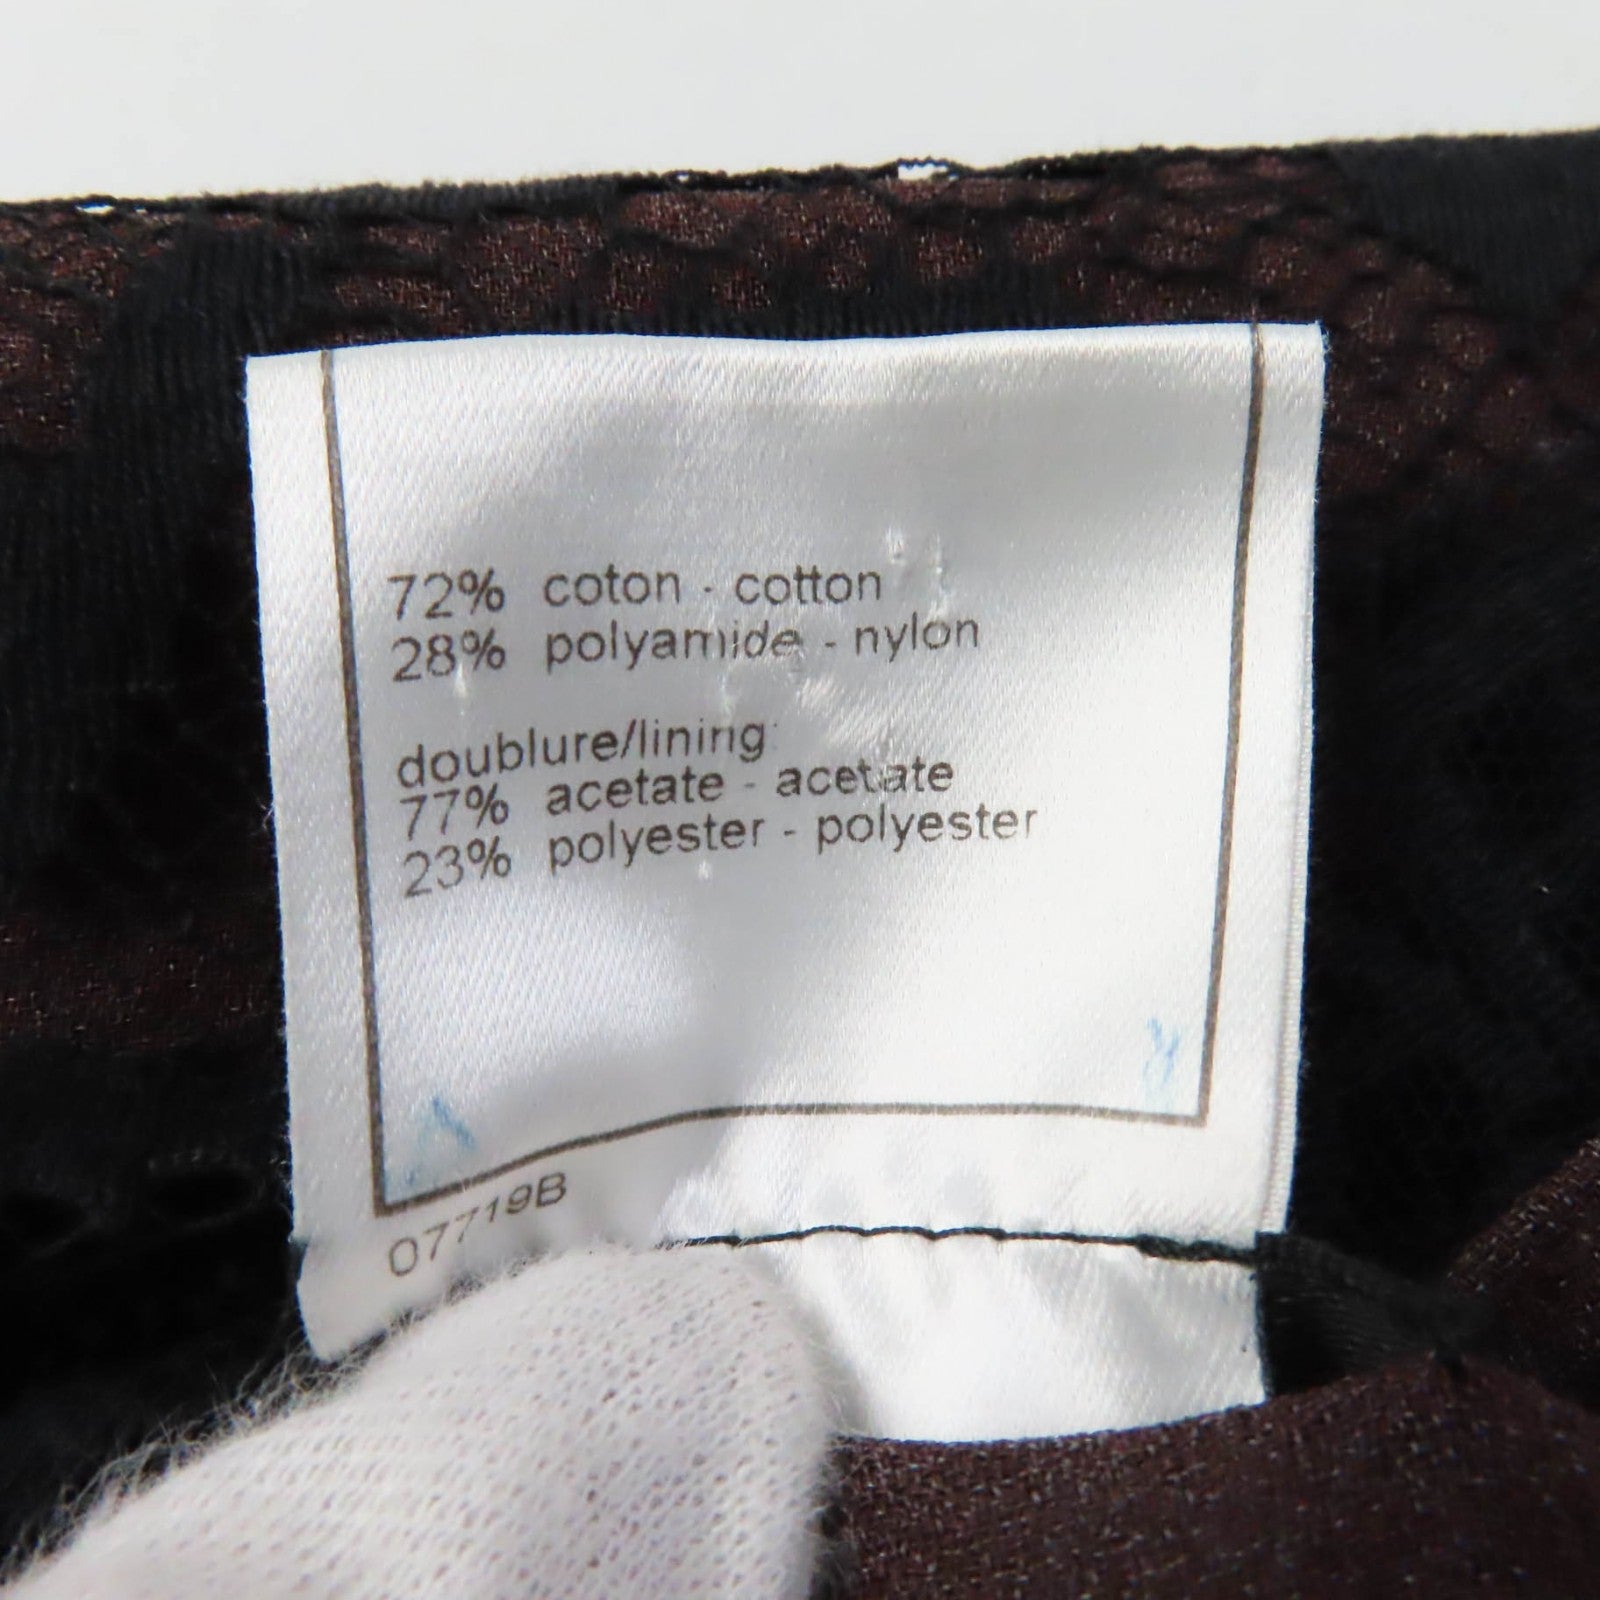 72% coton - cotton
28% polyamide - nylon
doublure/lining:
77% acetate - acetate
23% polyester - polyester
07719B